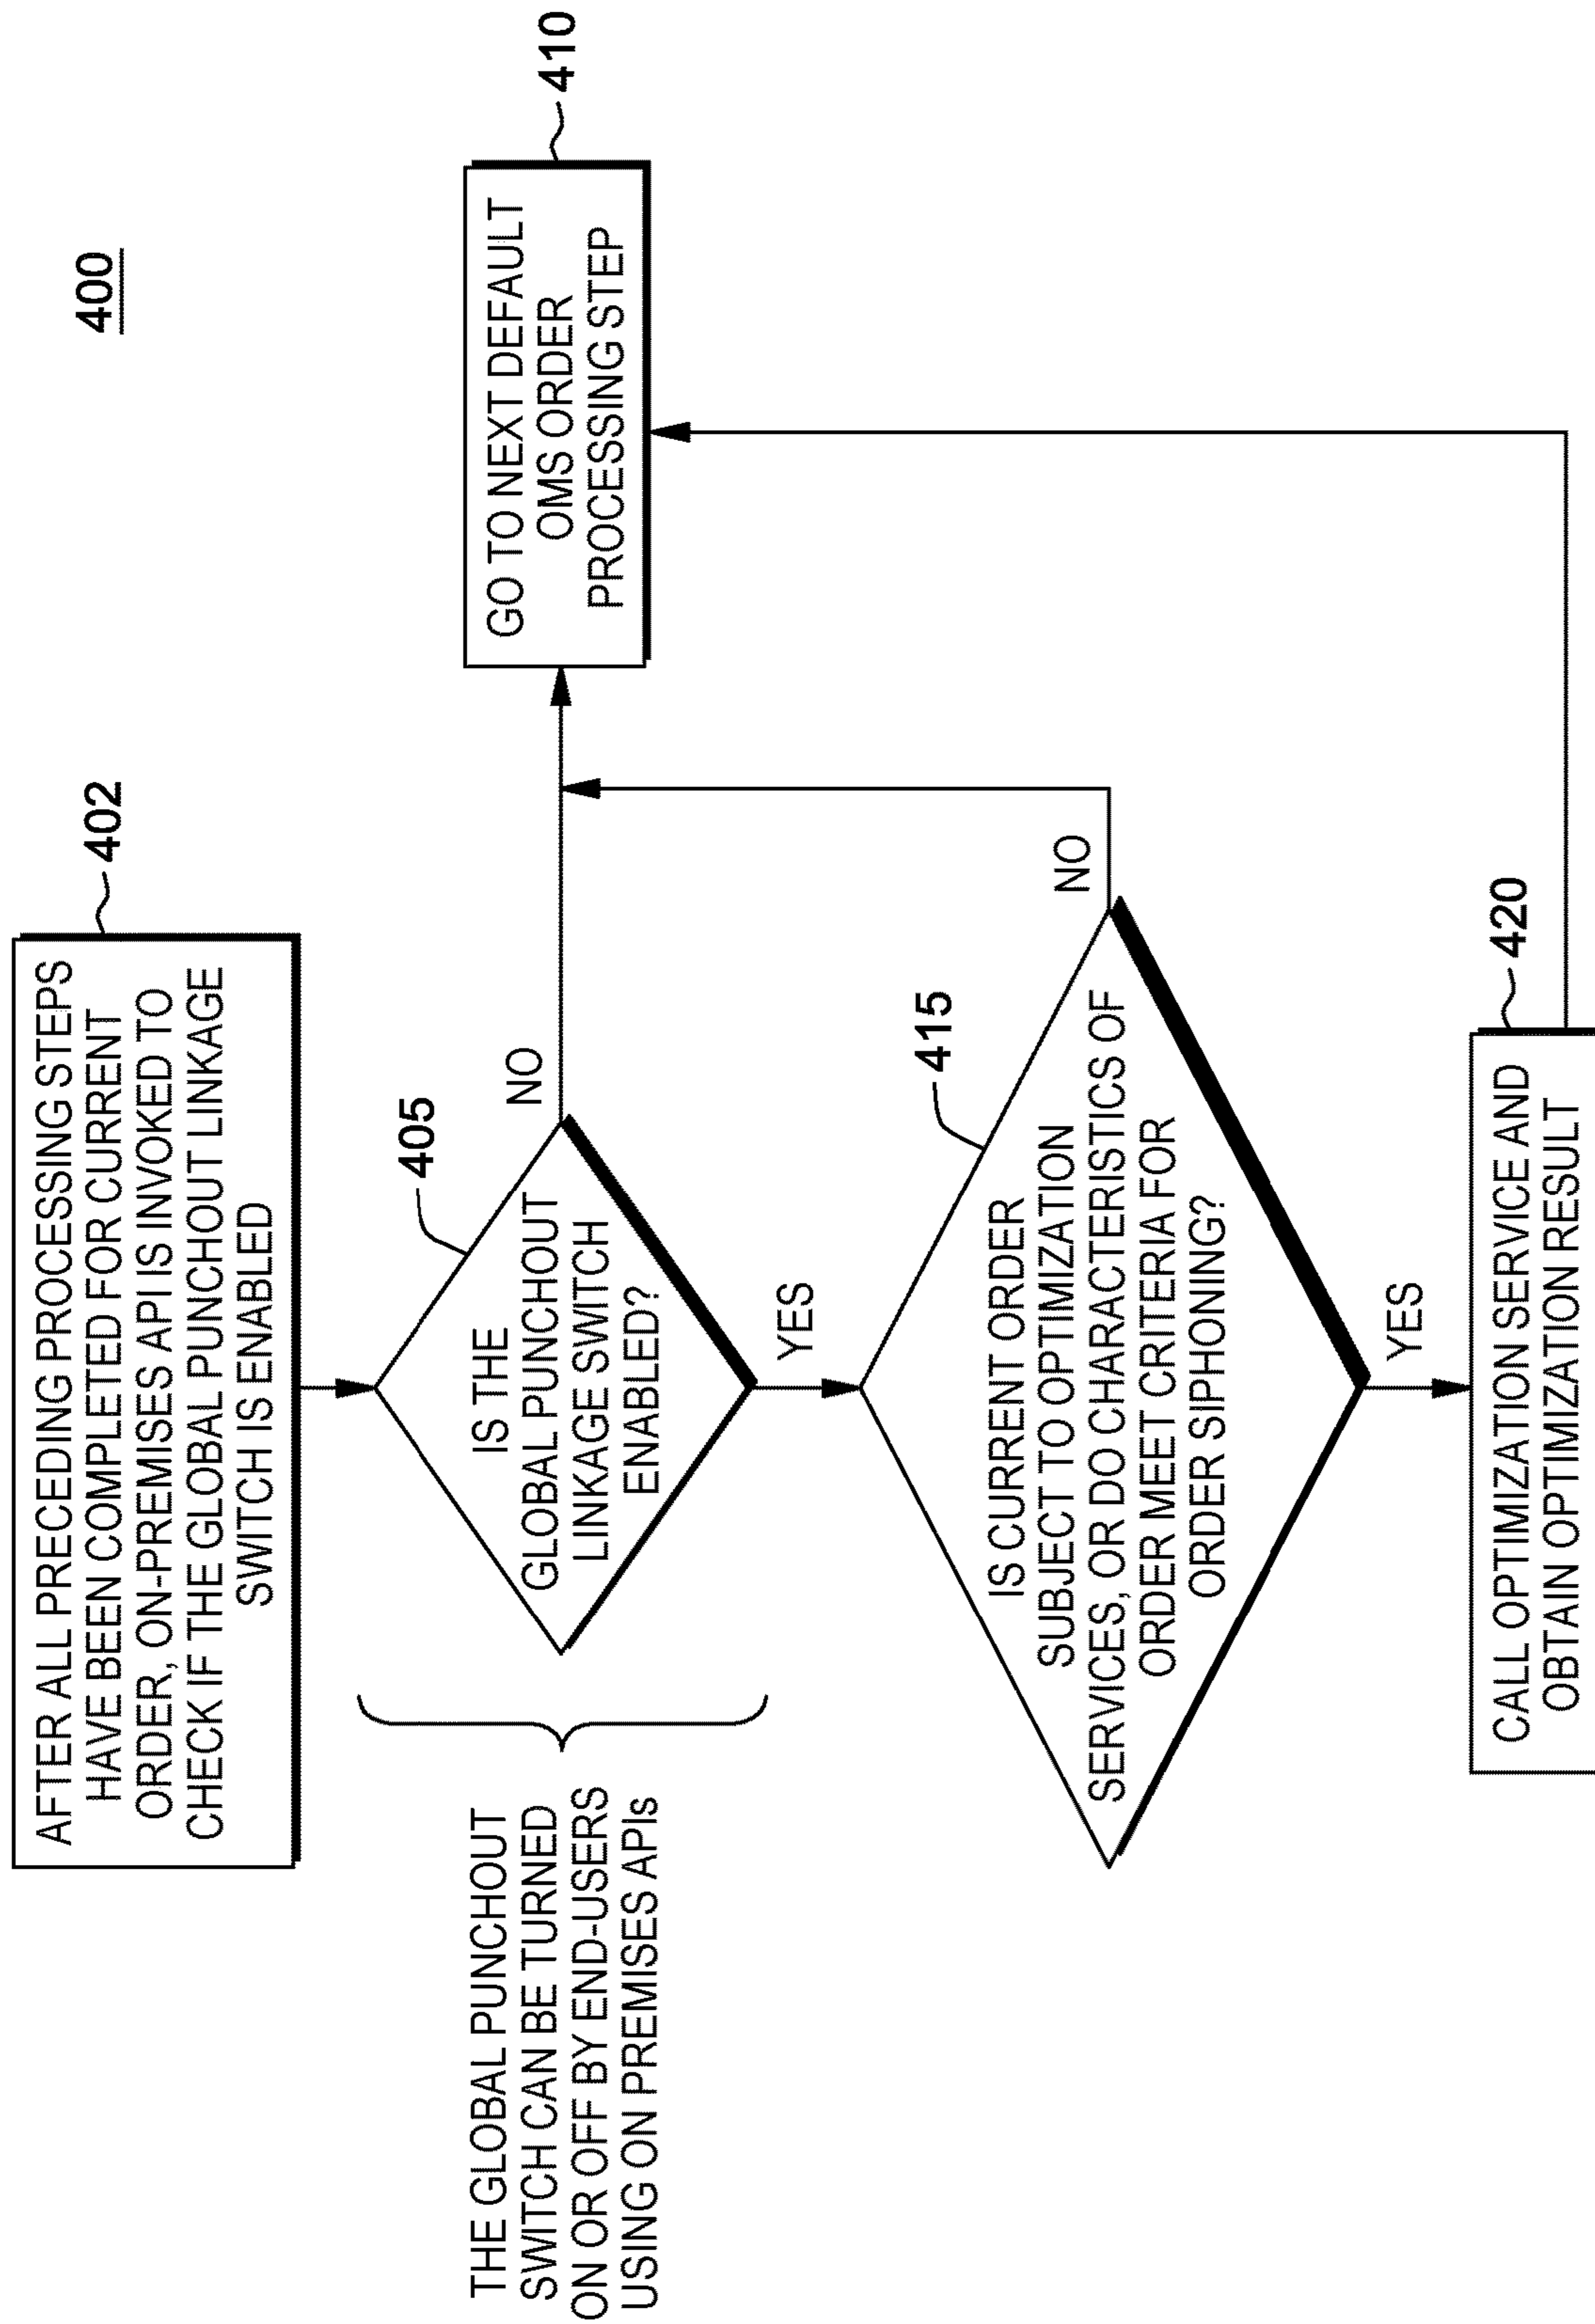 400
AFTER ALL PRECEDING PROCESSING STEPS
HAVE BEEN COMPLETED FOR CURRENT
ORDER, ON-PREMISES API IS INVOKED TO
CHECK IF THE GLOBAL PUNCHOUT LINKAGE
SWITCH IS ENABLED
402
THE GLOBAL PUNCHOUT
SWITCH CAN BE TURNED
ON OR OFF BY END-USERS
USING ON PREMISES APIs
IS THE
GLOBAL PUNCHOUT
LINKAGE SWITCH
ENABLED?
405
NO
YES
GO TO NEXT DEFAULT
OMS ORDER
PROCESSING STEP
410
IS CURRENT ORDER
SUBJECT TO OPTIMIZATION
SERVICES, OR DO CHARACTERISTICS OF
ORDER MEET CRITERIA FOR
ORDER SIPHONING?
415
NO
YES
CALL OPTIMIZATION SERVICE AND
OBTAIN OPTIMIZATION RESULT
420